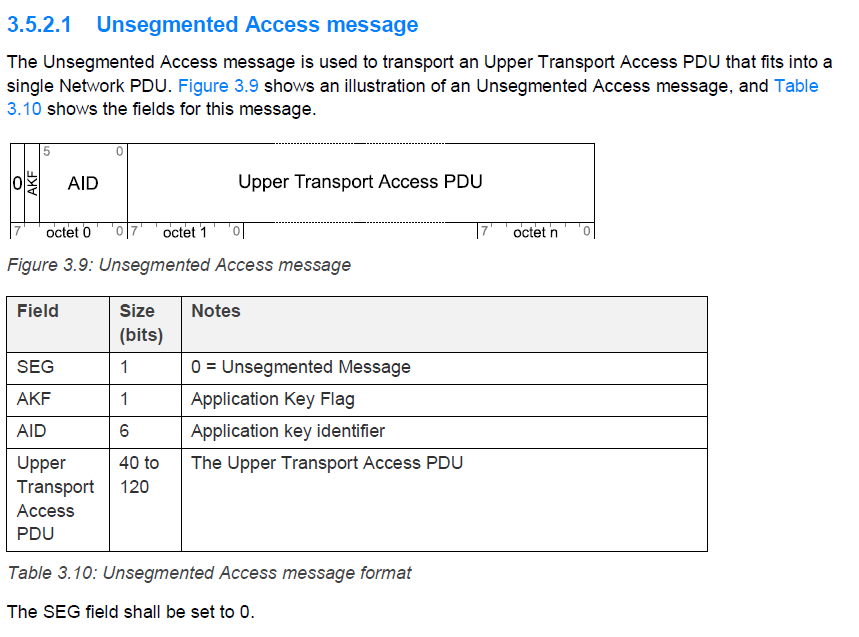 3.5.2.1 Unsegmented Access message
The Unsegmented Access message is used to transport an Upper Transport Access PDU that fits into a
single Network PDU. Figure 3.9 shows an illustration of an Unsegmented Access message, and Table
3.10 shows the fields for this message.
5 0
0 AKF AID Upper Transport Access PDU
7 octet 0 0 7 octet 1 0 7 octet n 0
Figure 3.9: Unsegmented Access message
Field Size Notes
(bits)
SEG 1 0 = Unsegmented Message
AKF 1 Application Key Flag
AID 6 Application key identifier
Upper 40 to The Upper Transport Access PDU
Transport 120
Access
PDU
Table 3.10: Unsegmented Access message format
The SEG field shall be set to 0.